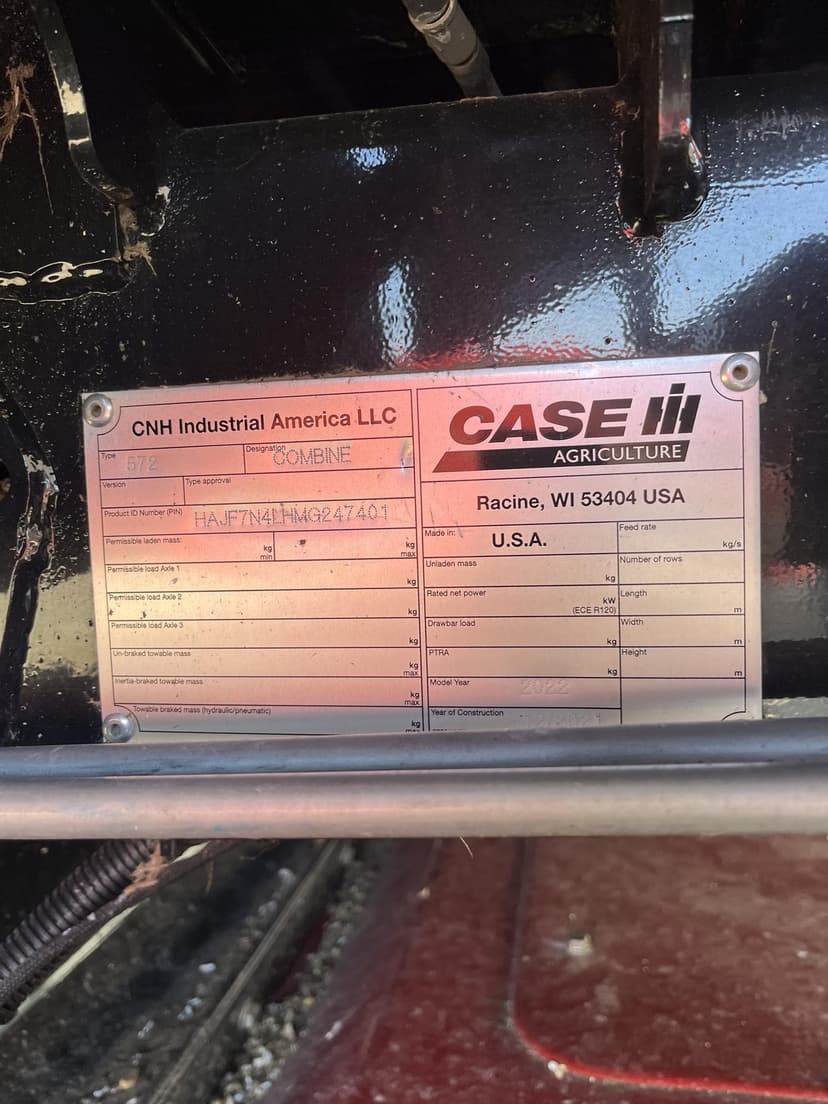 CNH Industrial America LLC
Type 572
Designation COMBINE
Version
Type approval
Product ID Number (PIN) HAJF7N4LHMG247401
Permissible laden mass: kg min kg max
Permissible load Axle 1 kg
Permissible load Axle 2 kg
Permissible load Axle 3 kg
Un-braked towable mass kg max
Inertia-braked towable mass kg max
Towable braked mass (hydraulic/pneumatic) kg
CASE IH
AGRICULTURE
Racine, WI 53404 USA
Made in: U.S.A.
Feed rate kg/s
Unladen mass kg
Number of rows
Rated net power kW (ECE R120)
Length m
Drawbar load kg
Width m
PTRA kg
Height m
Model Year 2022
Year of Construction